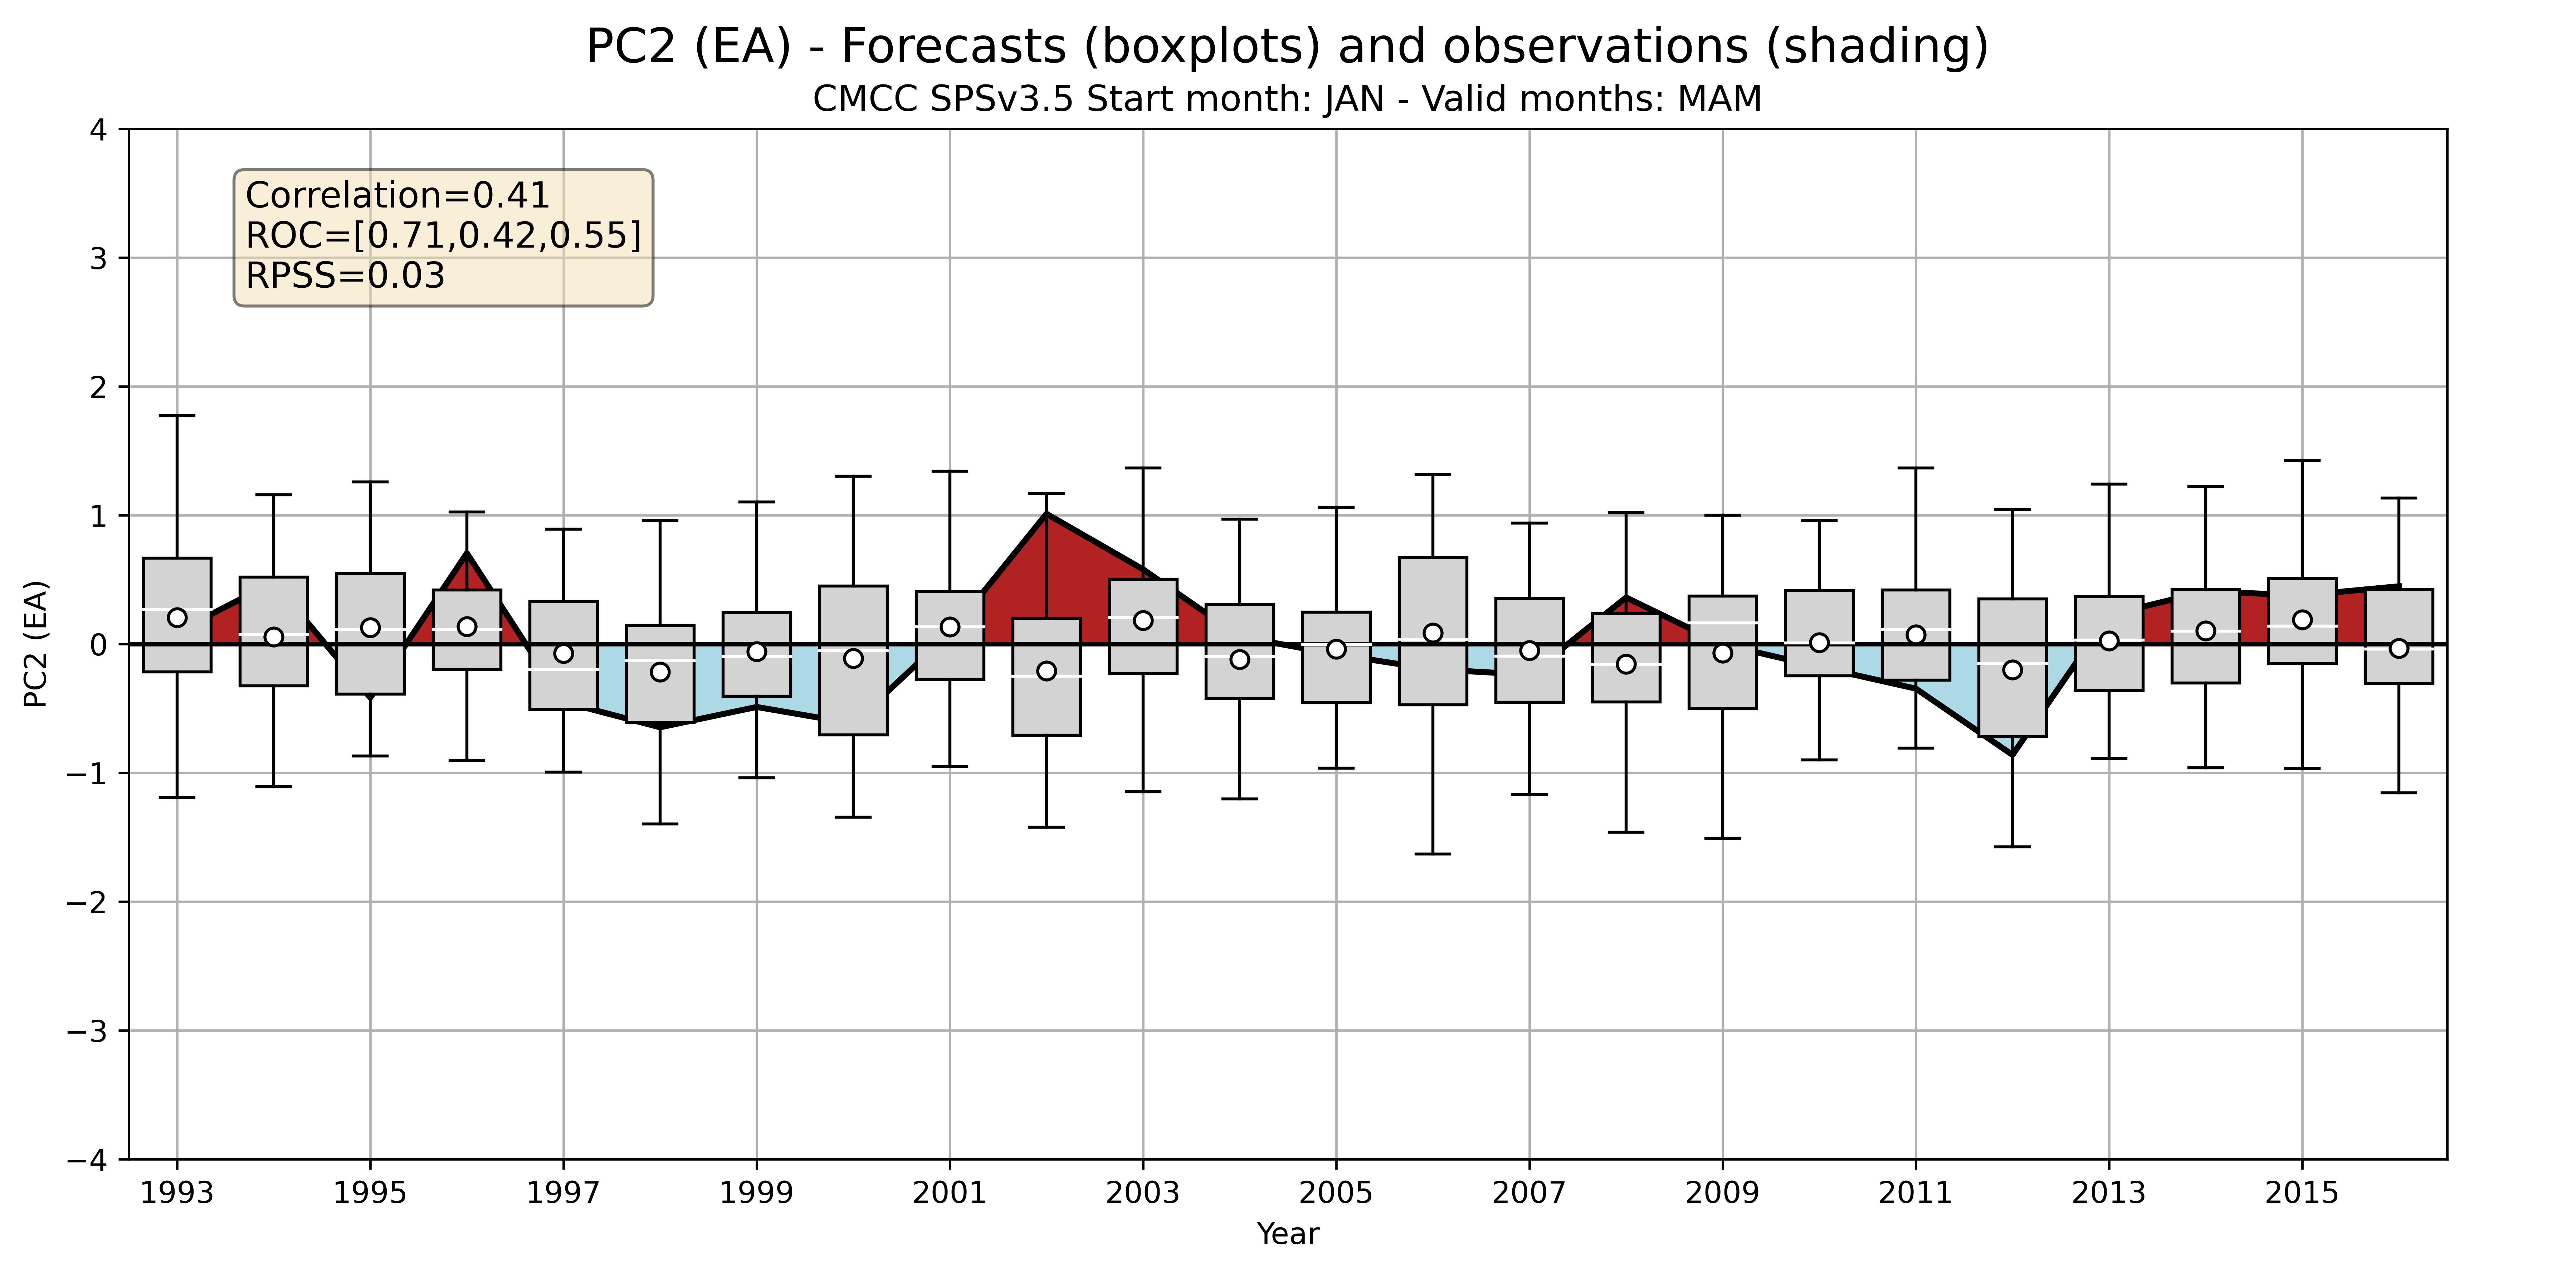 PC2 (EA) - Forecasts (boxplots) and observations (shading)
CMCC SPSv3.5 Start month: JAN - Valid months: MAM
Correlation=0.41
ROC=[0.71,0.42,0.55]
RPSS=0.03
PC2 (EA)
4
3
2
1
0
−1
−2
−3
−4
1993 1995 1997 1999 2001 2003 2005 2007 2009 2011 2013 2015
Year